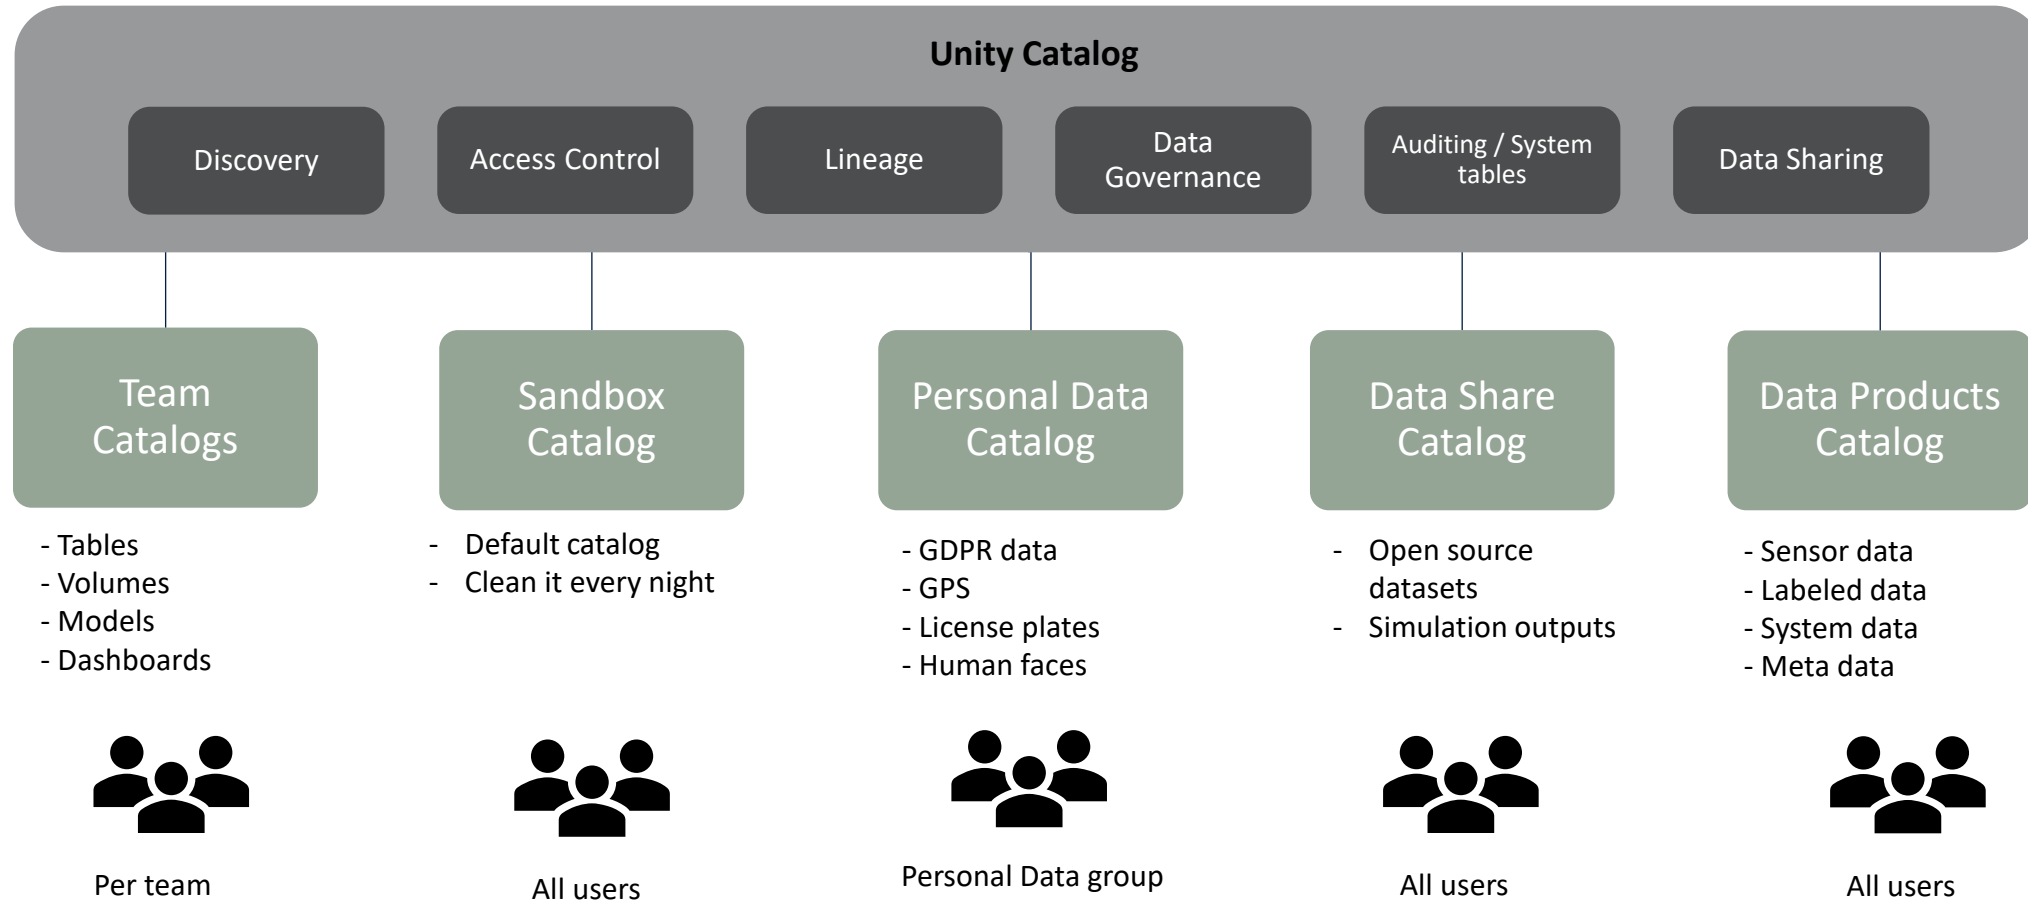 Unity Catalog
Discovery
Access Control
Lineage
Data
Governance
Auditing / System
tables
Data Sharing
Team
Catalogs
- Tables
- Volumes
- Models
- Dashboards
Per team
Sandbox
Catalog
- Default catalog
- Clean it every night
All users
Personal Data
Catalog
- GDPR data
- GPS
- License plates
- Human faces
Personal Data group
Data Share
Catalog
- Open source
datasets
- Simulation outputs
All users
Data Products
Catalog
- Sensor data
- Labeled data
- System data
- Meta data
All users